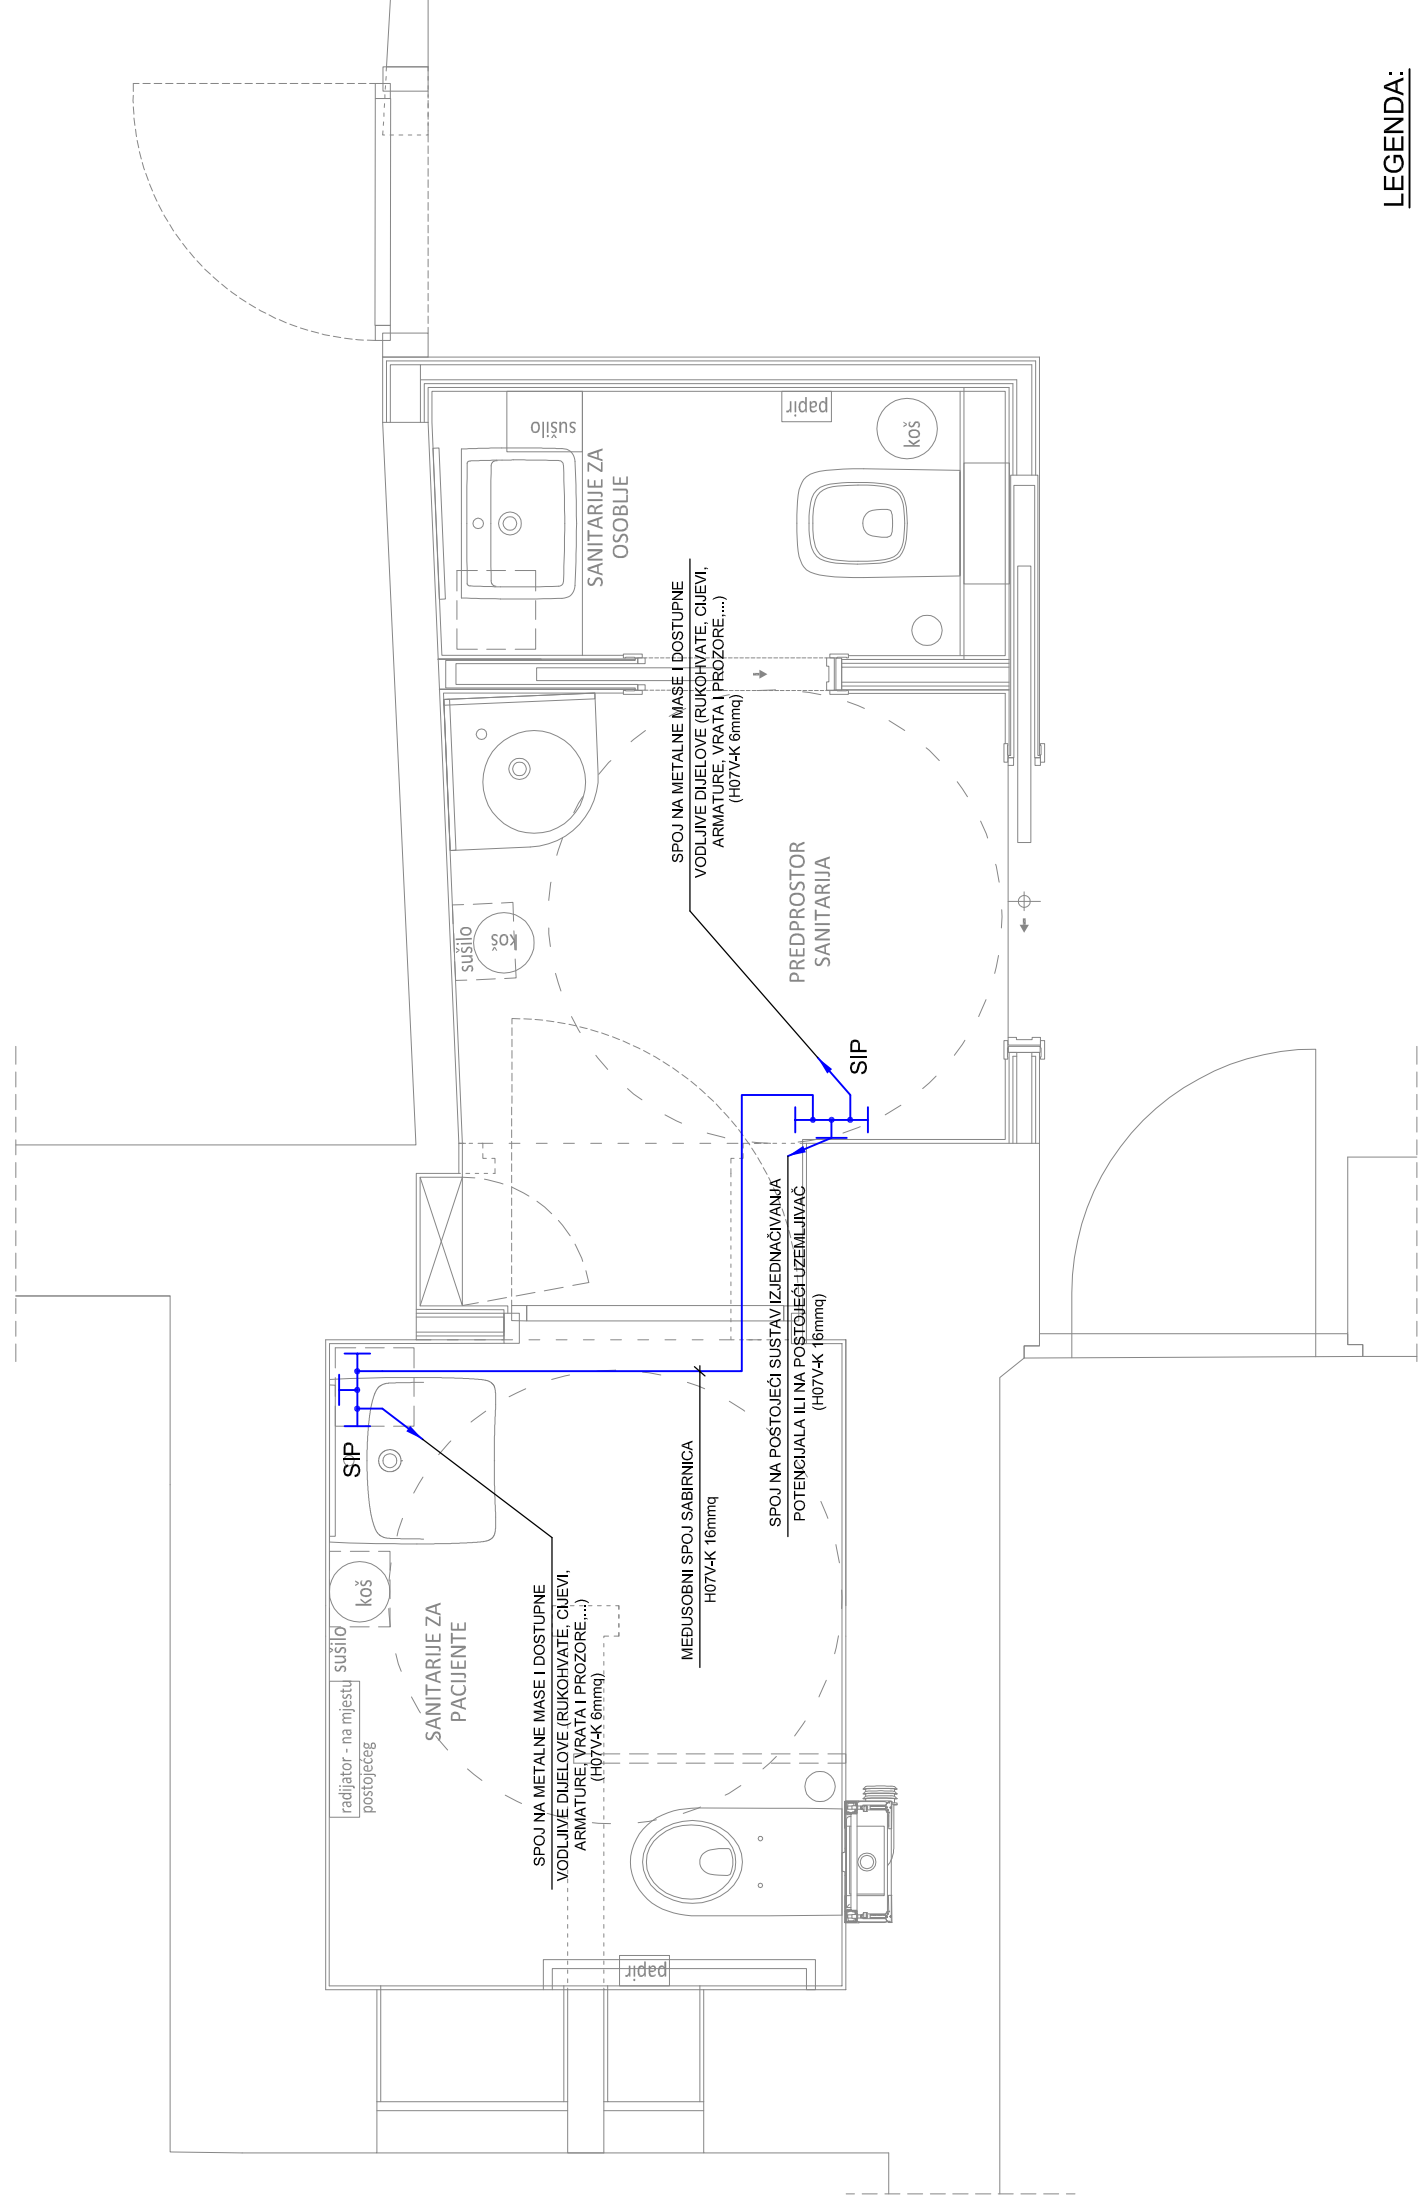 LEGENDA:
sušilo
papir
koš
SANITARIJE ZA
OSOBLJE
SPOJ NA METALNE MASE I DOSTUPNE
VODLJIVE DIJELOVE (RUKOHVATE, CIJEVI,
ARMATURE, VRATA I PROZORE,...)
(H07V-K 6mmq)
PREDPROSTOR
SANITARIJA
sušilo
koš
SIP
SPOJ NA POSTOJEĆI SUSTAV IZJEDNAČIVANJA
POTENCIJALA ILI NA POSTOJEĆI UZEMLJIVAČ
(H07V-K 16mmq)
SIP
MEĐUSOBNI SPOJ SABIRNICA
H07V-K 16mmq
koš
sušilo
SANITARIJE ZA
PACIJENTE
radijator - na mjestu
postojećeg
SPOJ NA METALNE MASE I DOSTUPNE
VODLJIVE DIJELOVE (RUKOHVATE, CIJEVI,
ARMATURE, VRATA I PROZORE,...)
(H07V-K 6mmq)
papir